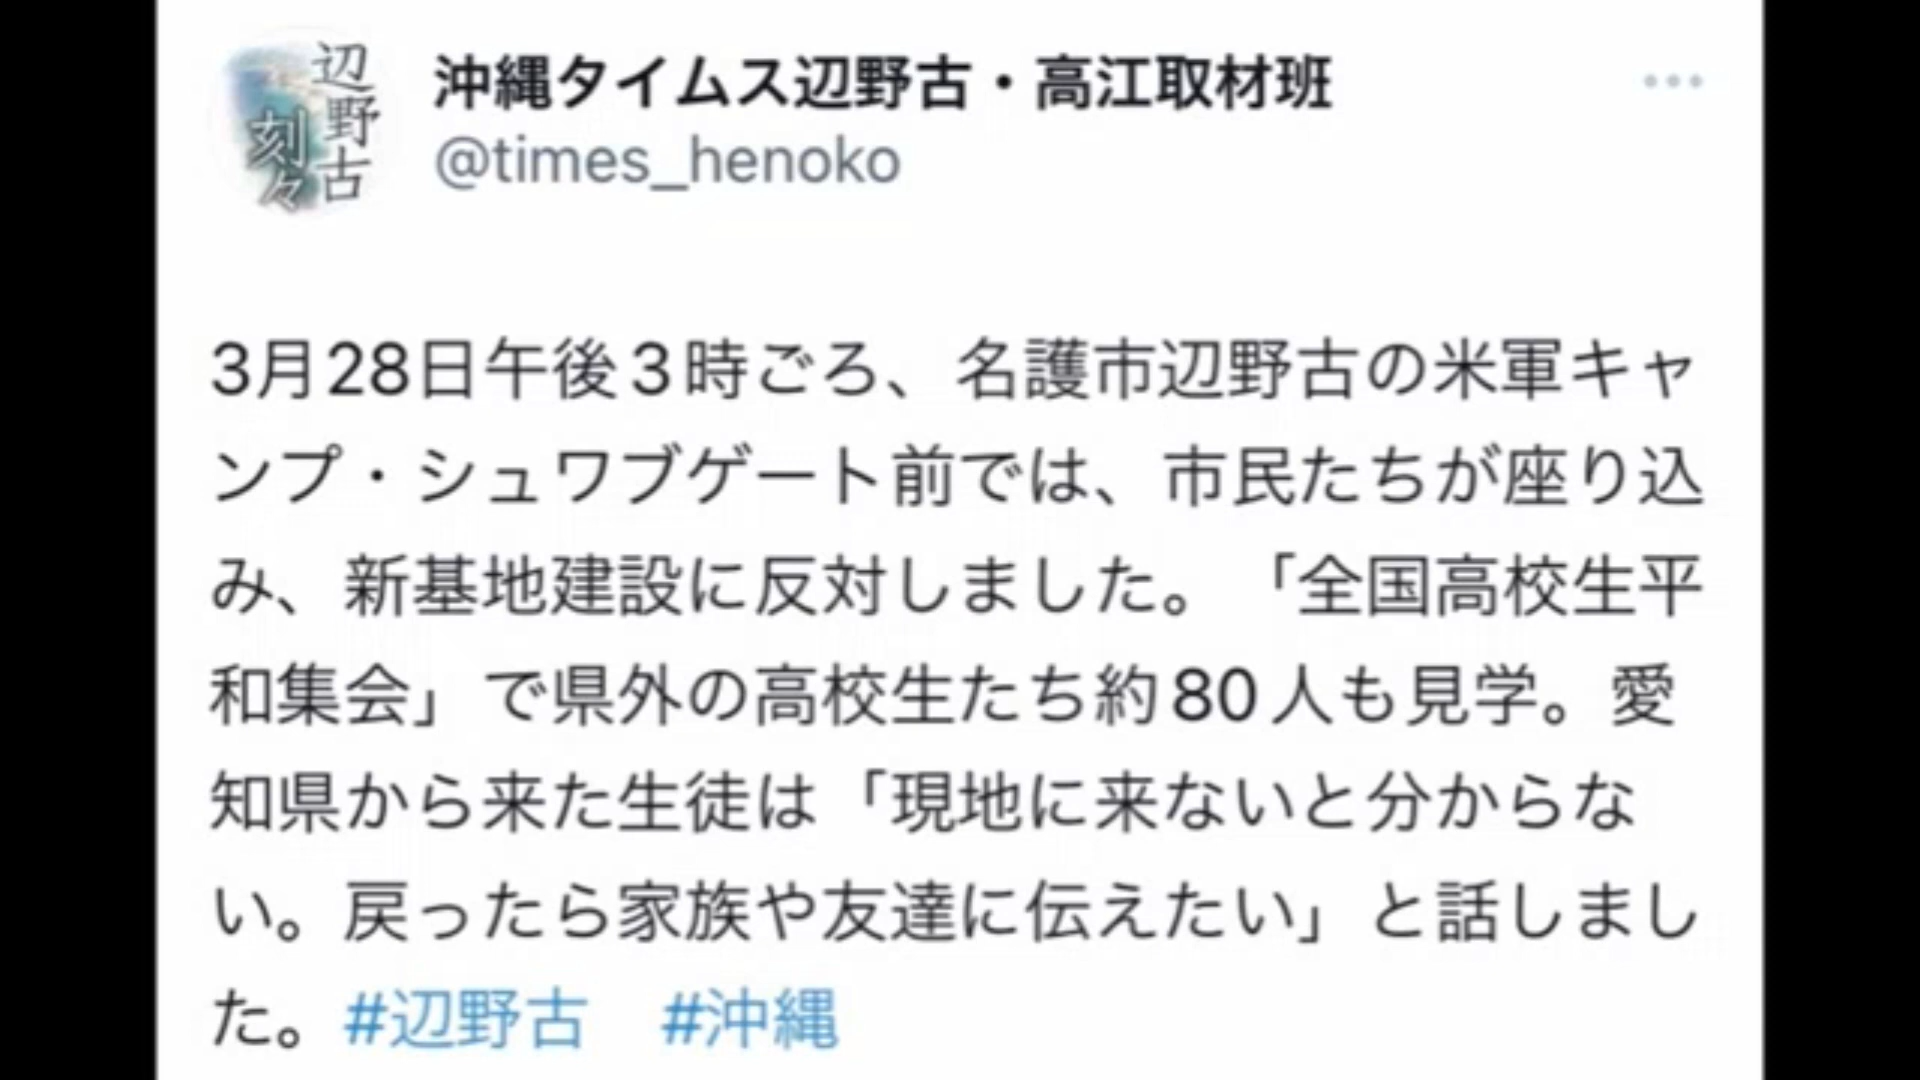 辺野古
刻々
沖縄タイムス辺野古・高江取材班
@times_henoko
3月28日午後3時ごろ、名護市辺野古の米軍キャ
ンプ・シュワブゲート前では、市民たちが座り込
み、新基地建設に反対しました。「全国高校生平
和集会」で県外の高校生たち約80人も見学。愛
知県から来た生徒は「現地に来ないと分からな
い。戻ったら家族や友達に伝えたい」と話しまし
た。#辺野古　#沖縄